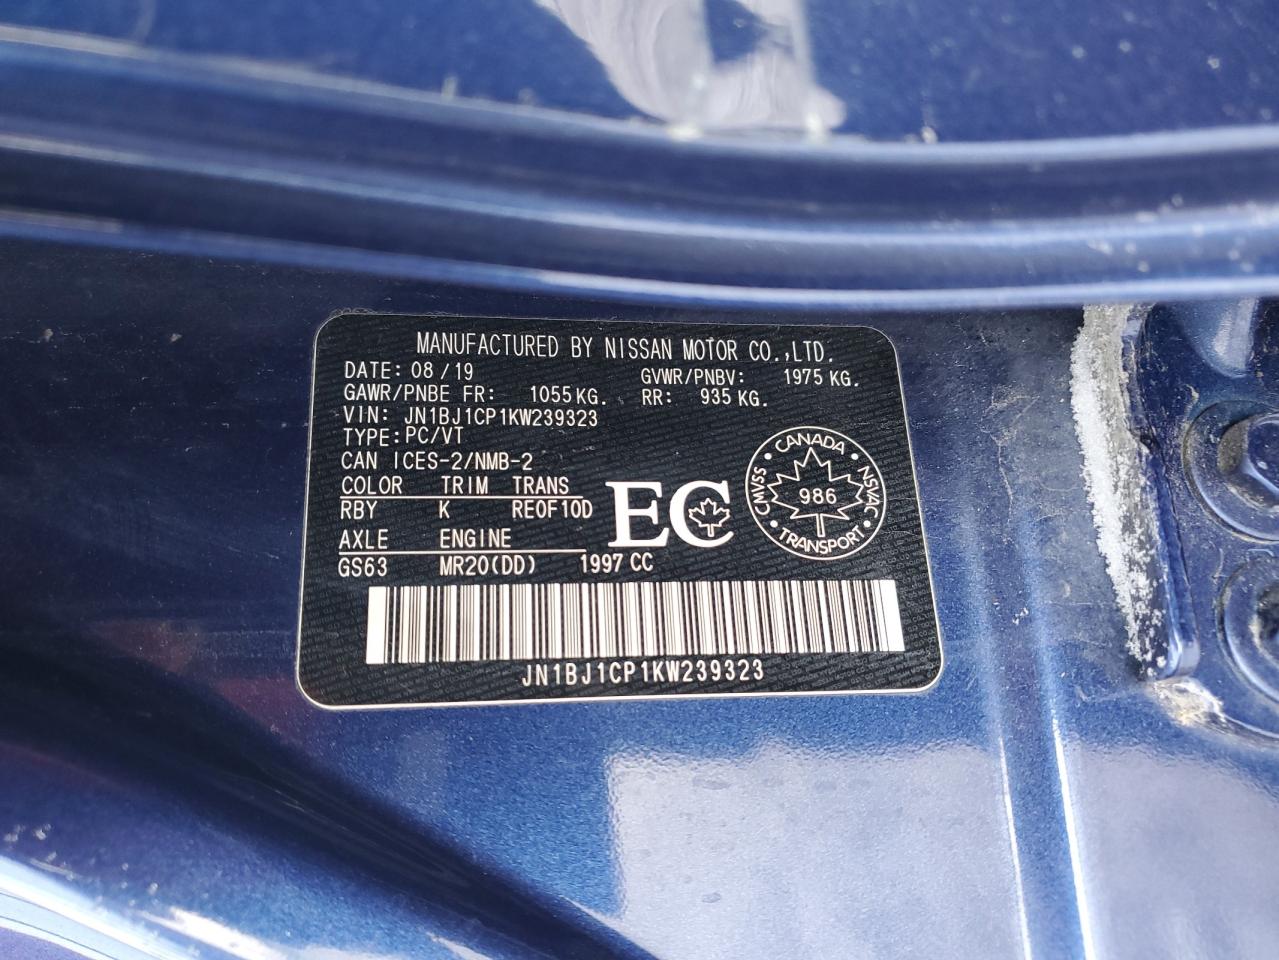 MANUFACTURED BY NISSAN MOTOR CO.,LTD.
DATE: 08/19 GVWR/PNBV: 1975 KG.
GAWR/PNBE FR: 1055 KG. RR: 935 KG.
VIN: JN1BJ1CP1KW239323
TYPE: PC/VT
CAN ICES-2/NMB-2
COLOR TRIM TRANS
RBY K RE0F10D
AXLE ENGINE
GS63 MR20(DD) 1997 CC
EC
CANADA
CMVSS 986 NSVAC
TRANSPORT
JN1BJ1CP1KW239323